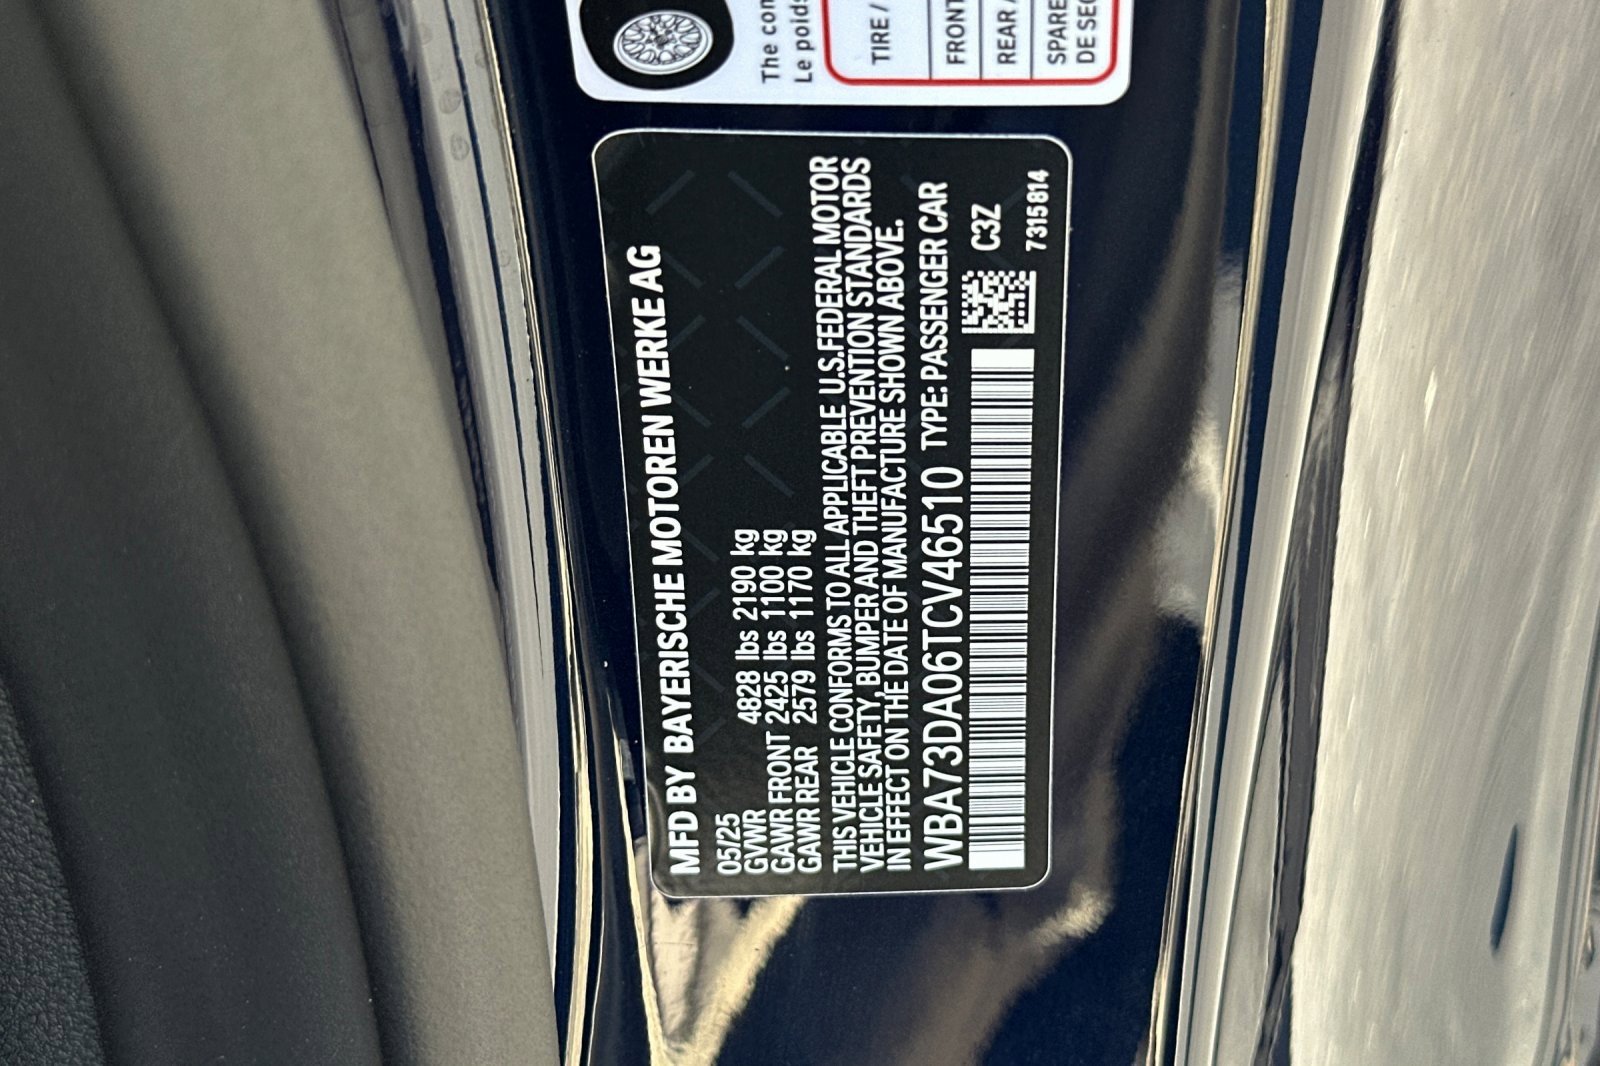 MFD BY BAYERISCHE MOTOREN WERKE AG
05/25
GVWR 4828 lbs 2190 kg
GAWR FRONT 2425 lbs 1100 kg
GAWR REAR 2579 lbs 1170 kg
THIS VEHICLE CONFORMS TO ALL APPLICABLE U.S.FEDERAL MOTOR
VEHICLE SAFETY, BUMPER AND THEFT PREVENTION STANDARDS
IN EFFECT ON THE DATE OF MANUFACTURE SHOWN ABOVE.
WBA73DA06TCV46510 TYPE: PASSENGER CAR
C3Z
7315814
The
Le poids
TIRE /
FRONT
REAR /
SPARE
DE